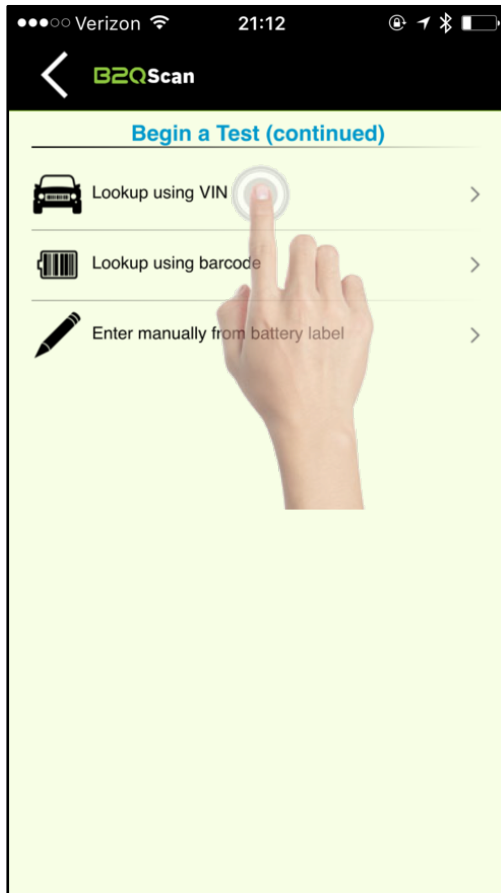 Verizon 21:12
B2QScan
Begin a Test (continued)
Lookup using VIN
Lookup using barcode
Enter manually from battery label